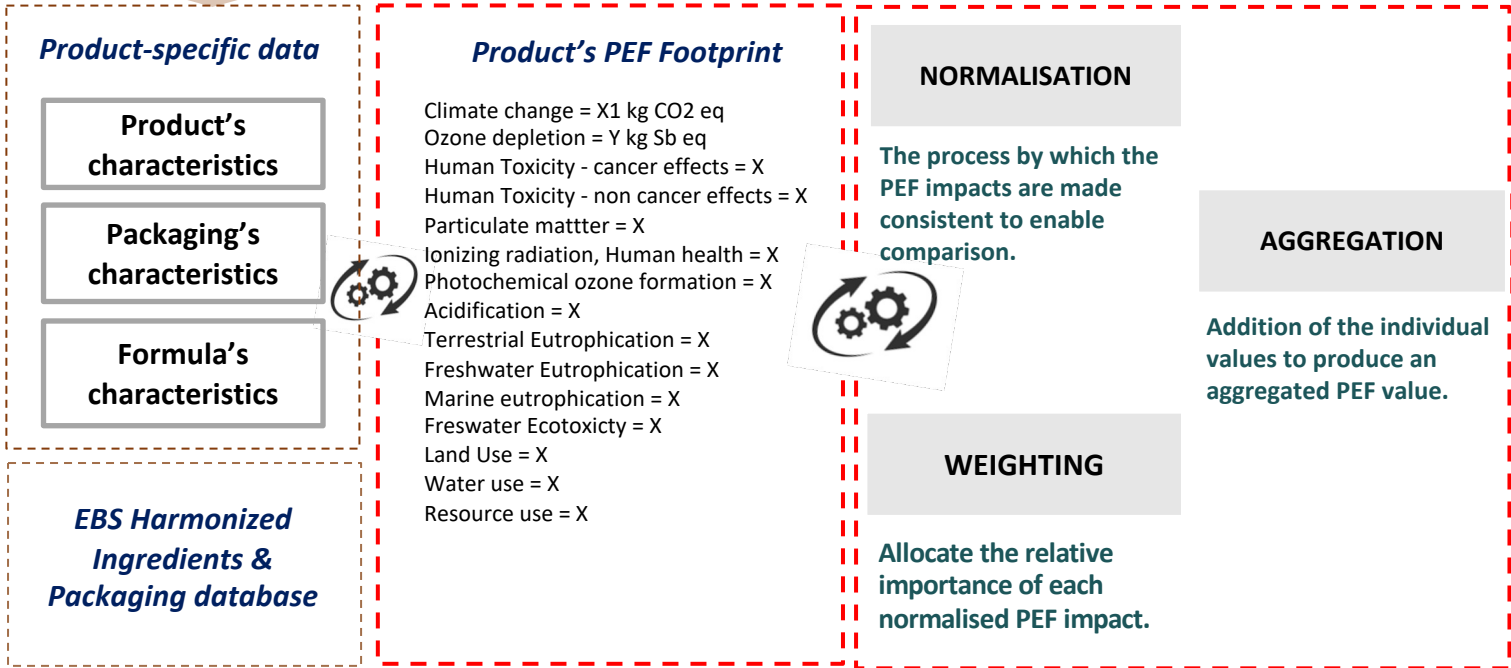 Product-specific data
Product's
characteristics
Packaging's
characteristics
Formula's
characteristics
EBS Harmonized
Ingredients &
Packaging database
Product's PEF Footprint
Climate change = X1 kg CO2 eq
Ozone depletion = Y kg Sb eq
Human Toxicity - cancer effects = X
Human Toxicity - non cancer effects = X
Particulate mattter = X
Ionizing radiation, Human health = X
Photochemical ozone formation = X
Acidification = X
Terrestrial Eutrophication = X
Freshwater Eutrophication = X
Marine eutrophication = X
Freswater Ecotoxicty = X
Land Use = X
Water use = X
Resource use = X
NORMALISATION
The process by which the
PEF impacts are made
consistent to enable
comparison.
WEIGHTING
Allocate the relative
importance of each
normalised PEF impact.
AGGREGATION
Addition of the individual
values to produce an
aggregated PEF value.